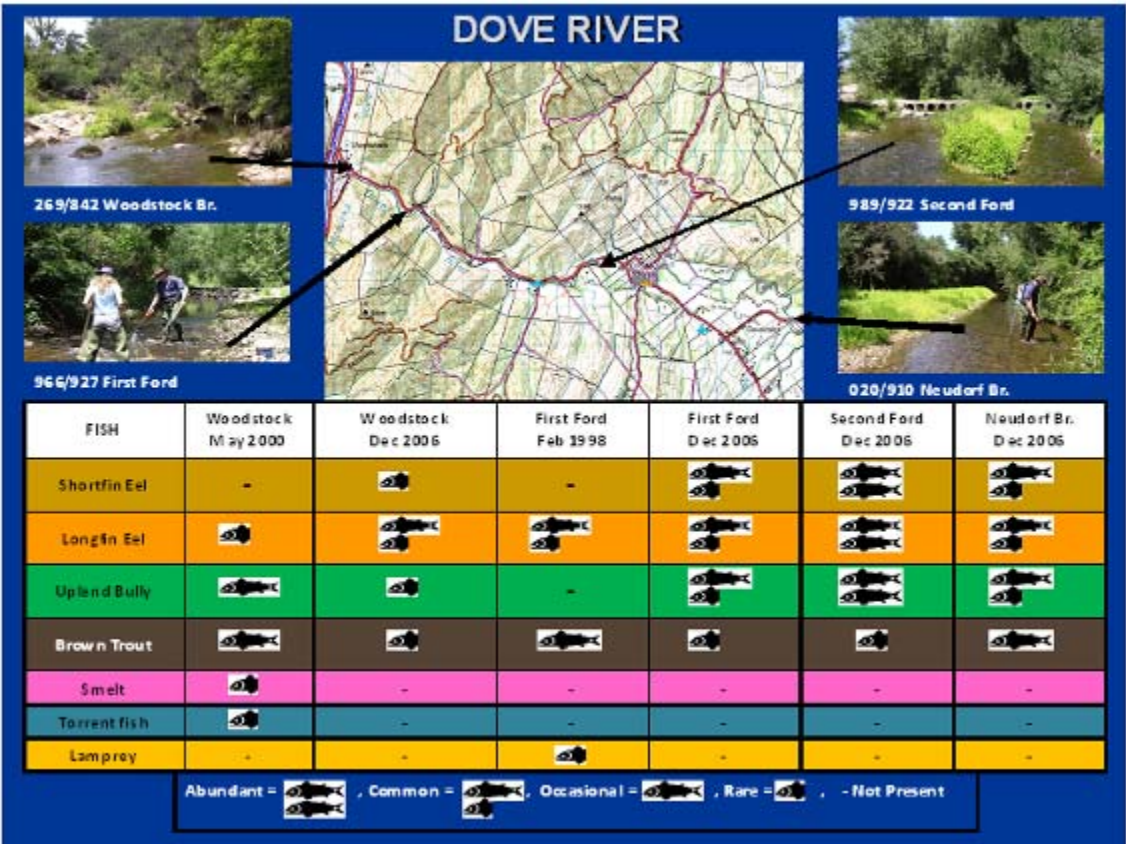 DOVE RIVER
269/842 Woodstock Br.
989/922 Second Ford
966/927 First Ford
020/910 Neudorf Br.
FISH
Woodstock
May 2000
Woodstock
Dec 2006
First Ford
Feb 1998
First Ford
Dec 2006
Second Ford
Dec 2006
Neudorf Br.
Dec 2006
Shortfin Eel - -
Longfin Eel
Uplend Bully -
Brown Trout
Smelt - - - - -
Torrent fish - - - - -
Lamprey - - - - -
Abundant = , Common = , Occasional = , Rare = , - Not Present